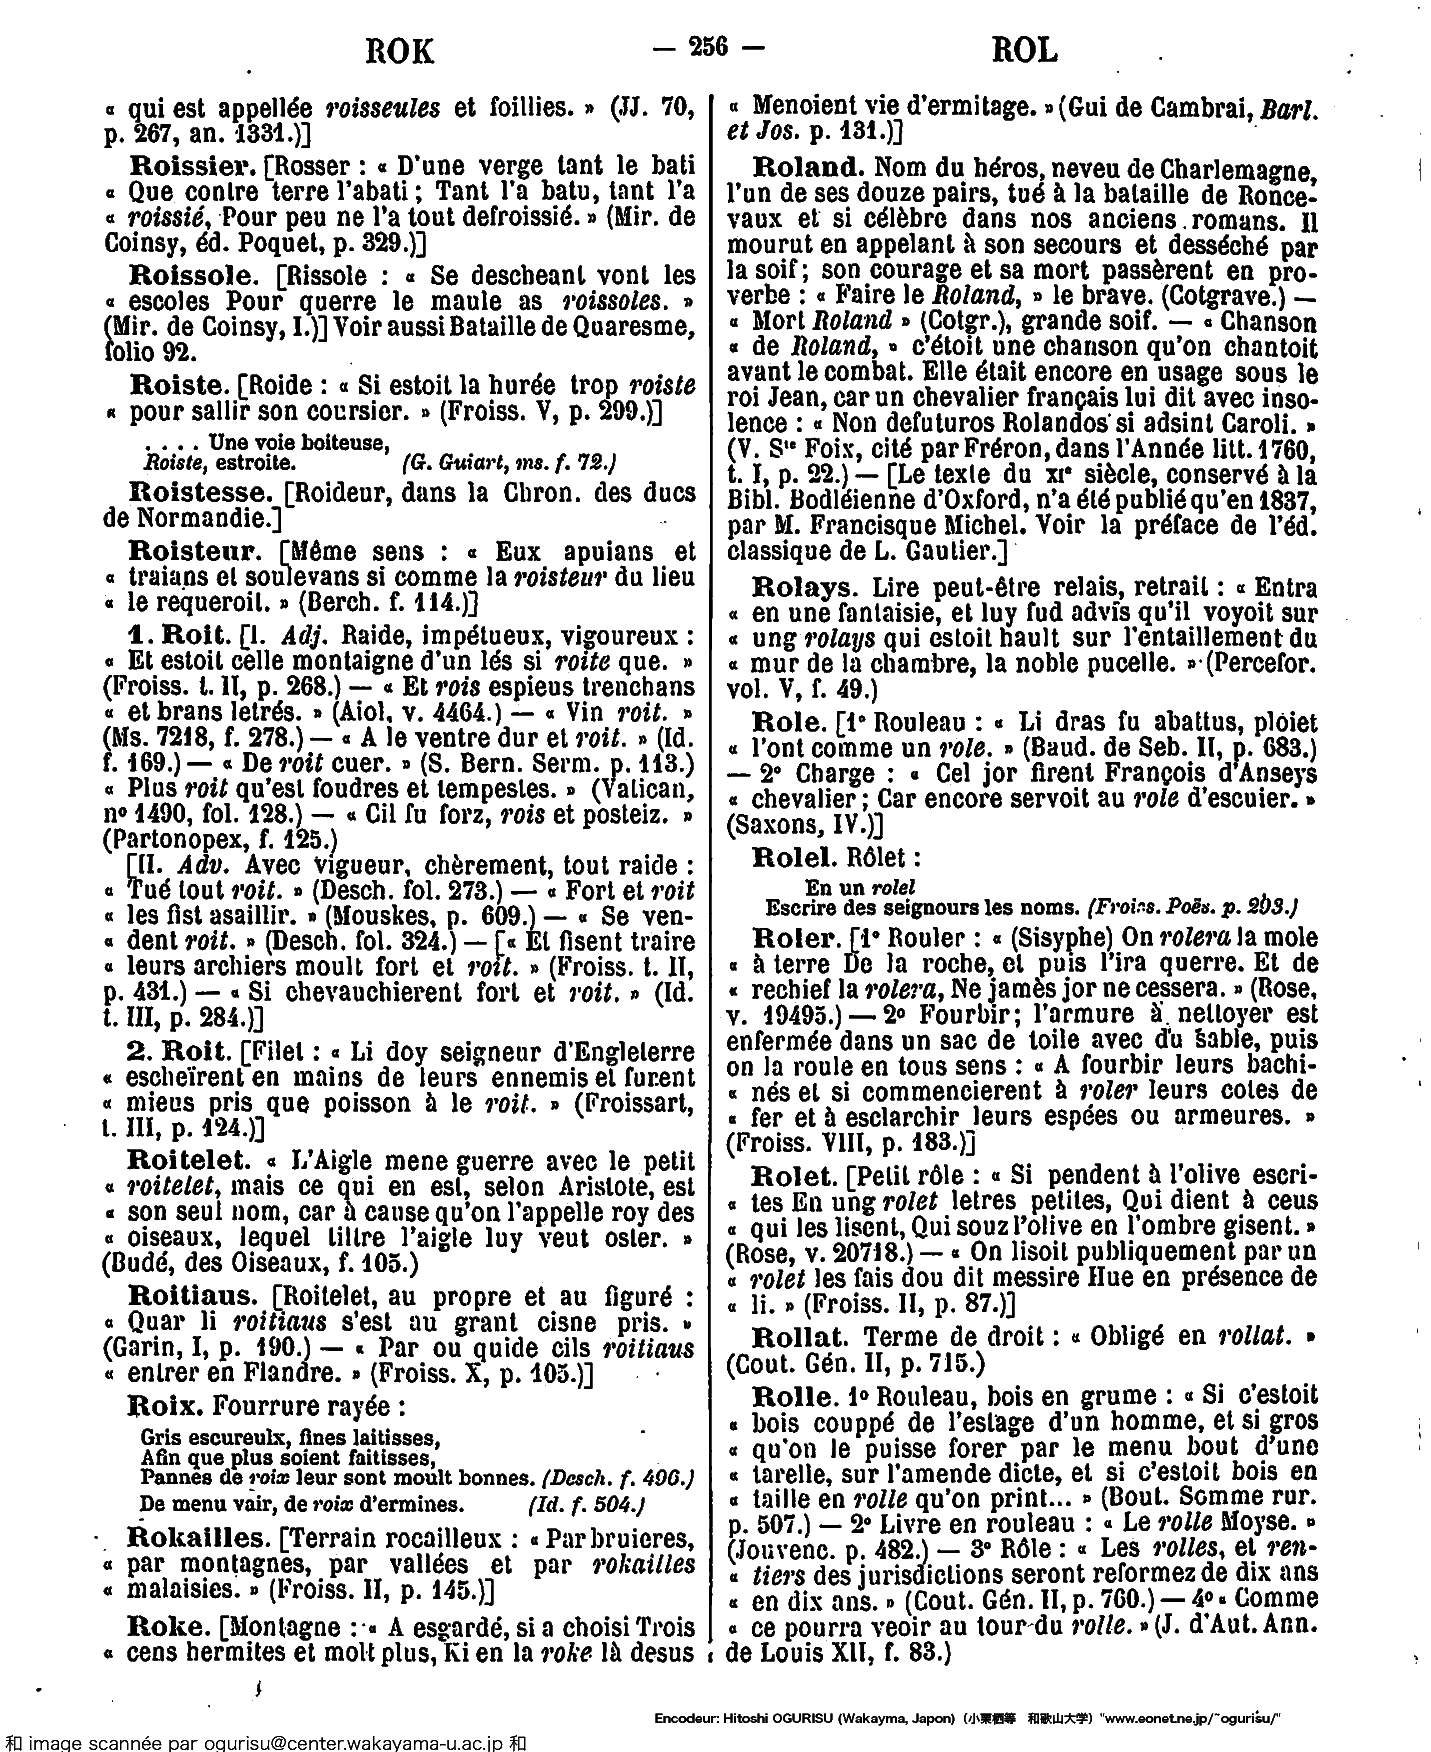 ROK — 256 — ROL
« qui est appellée roisseules et foillies. » (JJ. 70,
p. 267, an. 1331.)]
Roissier. [Rosser : « D'une verge tant le bati
« Que contre terre l'abati ; Tant l'a batu, tant l'a
« roissié, Pour peu ne l'a tout defroissié. » (Mir. de
Coinsy, éd. Poquet, p. 329.)]
Roissole. [Rissole : « Se descheant vont les
« escoles Pour querre le maule as roissoles. »
(Mir. de Coinsy, I.)] Voir aussi Bataille de Quaresme,
folio 92.
Roiste. [Roide : « Si estoit la hurée trop roiste
« pour sallir son coursier. » (Froiss. V, p. 299.)]
. . . . Une voie boiteuse,
Roiste, estroite. (G. Guiart, ms. f. 72.)
Roistesse. [Roideur, dans la Chron. des ducs
de Normandie.]
Roisteur. [Même sens : « Eux apuians et
« traians et soulevans si comme la roisteur du lieu
« le requeroit. » (Berch. f. 114.)]
1. Roit. [I. Adj. Raide, impétueux, vigoureux :
« Et estoit celle montaigne d'un lés si roite que. »
(Froiss. t. II, p. 268.) — « Et rois espieus trenchans
« et brans letrés. » (Aiol, v. 4464.) — « Vin roit. »
(Ms. 7218, f. 278.) — « A le ventre dur et roit. » (Id.
f. 169.) — « De roit cuer. » (S. Bern. Serm. p. 113.)
« Plus roit qu'est foudres et tempestes. » (Vatican,
nº 1490, fol. 128.) — « Cil fu forz, rois et posteiz. »
(Partonopex, f. 125.)
[II. Adv. Avec vigueur, chèrement, tout raide :
« Tué tout roit. » (Desch. fol. 273.) — « Fort et roit
« les fist asaillir. » (Mouskes, p. 609.) — « Se ven-
« dent roit. » (Desch. fol. 324.) — [« Et fisent traire
« leurs archiers moult fort et roit. » (Froiss. t. II,
p. 431.) — « Si chevauchierent fort et roit. » (Id.
t. III, p. 284.)]
2. Roit. [Filet : « Li doy seigneur d'Engleterre
« escheïrent en mains de leurs ennemis et furent
« mieus pris que poisson à le roit. » (Froissart,
t. III, p. 124.)]
Roitelet. « L'Aigle mene guerre avec le petit
« roitelet, mais ce qui en est, selon Aristote, est
« son seul nom, car à cause qu'on l'appelle roy des
« oiseaux, lequel tiltre l'aigle luy veut oster. »
(Budé, des Oiseaux, f. 105.)
Roitiaus. [Roitelet, au propre et au figuré :
« Quar li roitiaus s'est au grant cisne pris. »
(Garin, I, p. 190.) — « Par ou quide cils roitiaus
« entrer en Flandre. » (Froiss. X, p. 105.)]
Roix. Fourrure rayée :
Gris escureulx, fines laitisses,
Afin que plus soient faitisses,
Pannes de roix leur sont moult bonnes. (Desch. f. 496.)
De menu vair, de roix d'ermines. (Id. f. 504.)
Rokailles. [Terrain rocailleux : « Par bruieres,
« par montagnes, par vallées et par rokailles
« malaisies. » (Froiss. II, p. 145.)]
Roke. [Montagne : « A esgardé, si a choisi Trois
« cens hermites et molt plus, Ki en la roke là desus
« Menoient vie d'ermitage. » (Gui de Cambrai, Barl.
et Jos. p. 131.)]
Roland. Nom du héros, neveu de Charlemagne,
l'un de ses douze pairs, tué à la bataille de Ronce-
vaux et si célèbre dans nos anciens romans. Il
mourut en appelant à son secours et desséché par
la soif ; son courage et sa mort passèrent en pro-
verbe : « Faire le Roland, » le brave. (Cotgrave.) —
« Mort Roland » (Cotgr.), grande soif. — « Chanson
« de Roland, » c'étoit une chanson qu'on chantoit
avant le combat. Elle était encore en usage sous le
roi Jean, car un chevalier français lui dit avec inso-
lence : « Non defuturos Rolandos si adsint Caroli. »
(V. Ste Foix, cité par Fréron, dans l'Année litt. 1760,
t. I, p. 22.) — [Le texte du XIe siècle, conservé à la
Bibl. Bodléienne d'Oxford, n'a été publié qu'en 1837,
par M. Francisque Michel. Voir la préface de l'éd.
classique de L. Gautier.]
Rolays. Lire peut-être relais, retrait : « Entra
« en une fantaisie, et luy fud advis qu'il voyoit sur
« ung rolays qui estoit hault sur l'entaillement du
« mur de la chambre, la noble pucelle. » (Percefor.
vol. V, f. 49.)
Role. [1º Rouleau : « Li dras fu abattus, ploiet
« l'ont comme un role. » (Baud. de Seb. II, p. 683.)
— 2º Charge : « Cel jor firent François d'Anseys
« chevalier ; Car encore servoit au role d'escuier. »
(Saxons, IV.)]
Rolel. Rôlet :
En un rolel
Escrire des seignours les noms. (Froiss. Poës. p. 203.)
Roler. [1º Rouler : « (Sisyphe) On rolera la mole
« à terre De la roche, et puis l'ira querre. Et de
« rechief la rolera, Ne jamès jor ne cessera. » (Rose,
v. 19495.) — 2º Fourbir ; l'armure à nettoyer est
enfermée dans un sac de toile avec du sable, puis
on la roule en tous sens : « A fourbir leurs bachi-
« nés et si commencierent à roler leurs cotes de
« fer et à esclarchir leurs espées ou armeures. »
(Froiss. VIII, p. 183.)]
Rolet. [Petit rôle : « Si pendent à l'olive escri-
« tes En ung rolet letres petites, Qui dient à ceus
« qui les lisent, Qui souz l'olive en l'ombre gisent. »
(Rose, v. 20718.) — « On lisoit publiquement par un
« rolet les fais dou dit messire Hue en présence de
« li. » (Froiss. II, p. 87.)]
Rollat. Terme de droit : « Obligé en rollat. »
(Cout. Gén. II, p. 715.)
Rolle. 1º Rouleau, bois en grume : « Si c'estoit
« bois couppé de l'estage d'un homme, et si gros
« qu'on le puisse forer par le menu bout d'une
« tarelle, sur l'amende dicte, et si c'estoit bois en
« taille en rolle qu'on print... » (Bout. Somme rur.
p. 507.) — 2º Livre en rouleau : « Le rolle Moyse. »
(Jouvenc. p. 482.) — 3º Rôle : « Les rolles, et ren-
« tiers des jurisdictions seront reformez de dix ans
« en dix ans. » (Cout. Gén. II, p. 760.) — 4º « Comme
« ce pourra veoir au tour du rolle. » (J. d'Aut. Ann.
de Louis XII, f. 83.)
Encodeur: Hitoshi OGURISU (Wakayma, Japon) (小栗栖等 和歌山大学) "www.eonet.ne.jp/~ogurisu/"
和 image scannée par ogurisu@center.wakayama-u.ac.jp 和